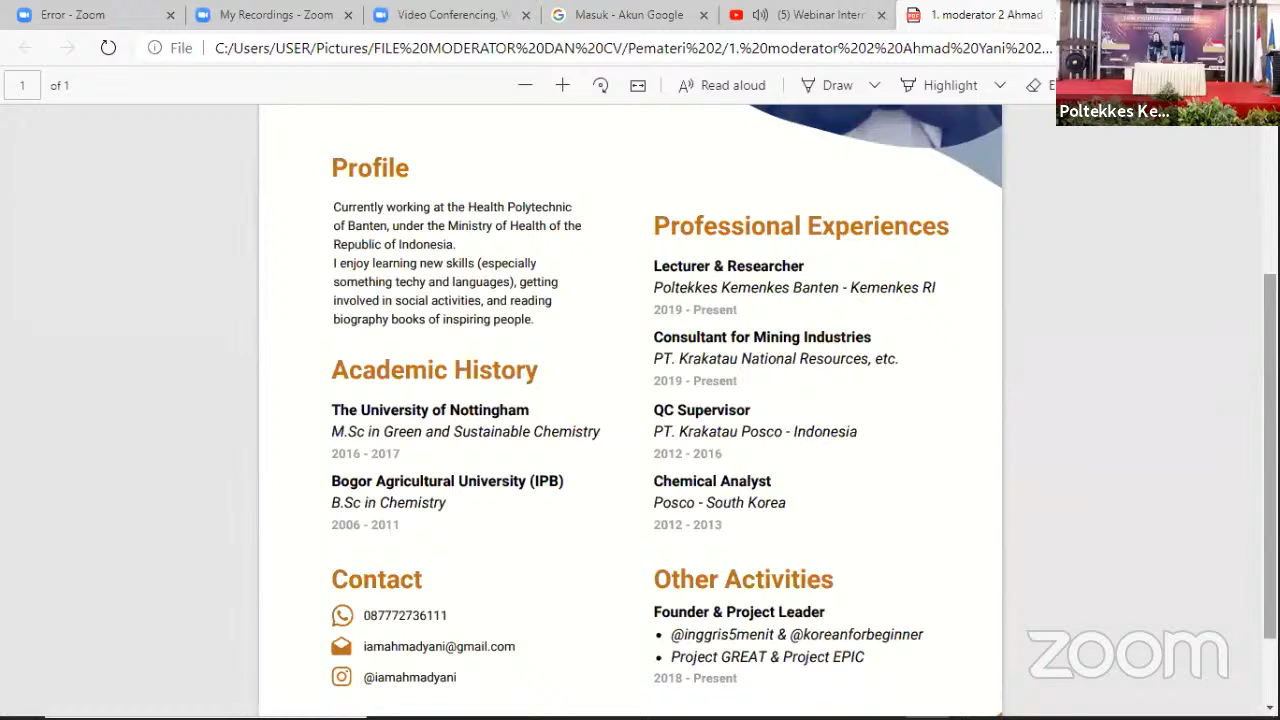 Error - Zoom
My Recordings - Zoom
Video Conferencing, W
Masuk - Akun Google
(5) Webinar Intern
1. moderator 2 Ahmad
File
C:/Users/USER/Pictures/FILE%20MODERATOR%20DAN%20CV/Pemateri%202/1.%20moderator%202%20Ahmad%20Yani%202...
1 of 1
Read aloud
Draw
Highlight
E
Poltekkes Ke...
Profile
Currently working at the Health Polytechnic
of Banten, under the Ministry of Health of the
Republic of Indonesia.
I enjoy learning new skills (especially
something techy and languages), getting
involved in social activities, and reading
biography books of inspiring people.
Academic History
The University of Nottingham
M.Sc in Green and Sustainable Chemistry
2016 - 2017
Bogor Agricultural University (IPB)
B.Sc in Chemistry
2006 - 2011
Contact
087772736111
iamahmadyani@gmail.com
@iamahmadyani
Professional Experiences
Lecturer & Researcher
Poltekkes Kemenkes Banten - Kemenkes RI
2019 - Present
Consultant for Mining Industries
PT. Krakatau National Resources, etc.
2019 - Present
QC Supervisor
PT. Krakatau Posco - Indonesia
2012 - 2016
Chemical Analyst
Posco - South Korea
2012 - 2013
Other Activities
Founder & Project Leader
• @inggris5menit & @koreanforbeginner
• Project GREAT & Project EPIC
2018 - Present
zoom